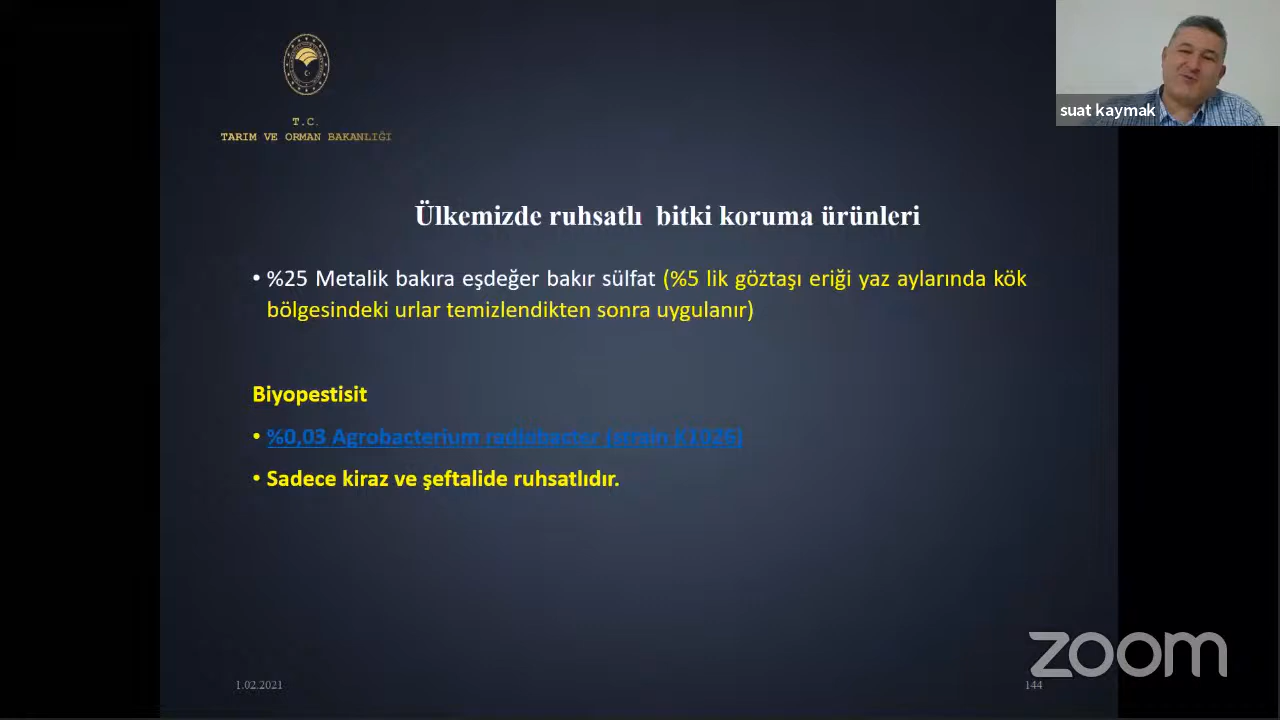 suat kaymak
T.C.
TARIM VE ORMAN BAKANLIĞI
Ülkemizde ruhsatlı bitki koruma ürünleri
• %25 Metalik bakıra eşdeğer bakır sülfat (%5 lik göztaşı eriği yaz aylarında kök
bölgesindeki urlar temizlendikten sonra uygulanır)
Biyopestisit
• %0,03 Agrobacterium radiobacter (strain K1026)
• Sadece kiraz ve şeftalide ruhsatlıdır.
zoom
1.02.2021
144